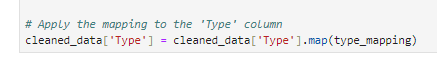 # Apply the mapping to the 'Type' column
cleaned_data['Type'] = cleaned_data['Type'].map(type_mapping)